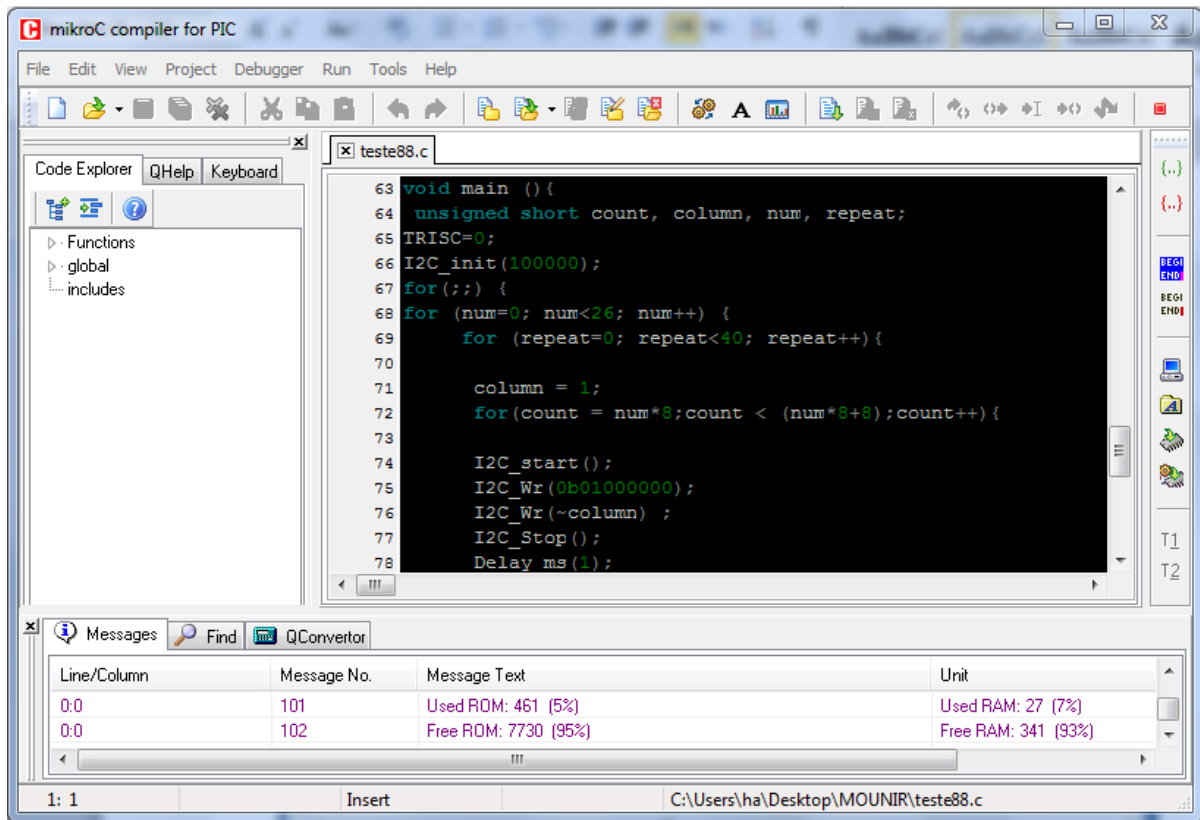 mikroC compiler for PIC
File Edit View Project Debugger Run Tools Help
Code Explorer QHelp Keyboard
Functions
global
includes
teste88.c
63 void main (){
64 unsigned short count, column, num, repeat;
65 TRISC=0;
66 I2C_init(100000);
67 for(;;) {
68 for (num=0; num<26; num++) {
69 for (repeat=0; repeat<40; repeat++){
70
71 column = 1;
72 for(count = num*8;count < (num*8+8);count++){
73
74 I2C_start();
75 I2C_Wr(0b01000000);
76 I2C_Wr(~column) ;
77 I2C_Stop();
78 Delay_ms(1);
{..}
{..}
BEGI
END
BEGI
END
T1
T2
Messages Find QConvertor
Line/Column Message No. Message Text Unit
0:0 101 Used ROM: 461 (5%) Used RAM: 27 (7%)
0:0 102 Free ROM: 7730 (95%) Free RAM: 341 (93%)
1: 1 Insert C:\Users\ha\Desktop\MOUNIR\teste88.c